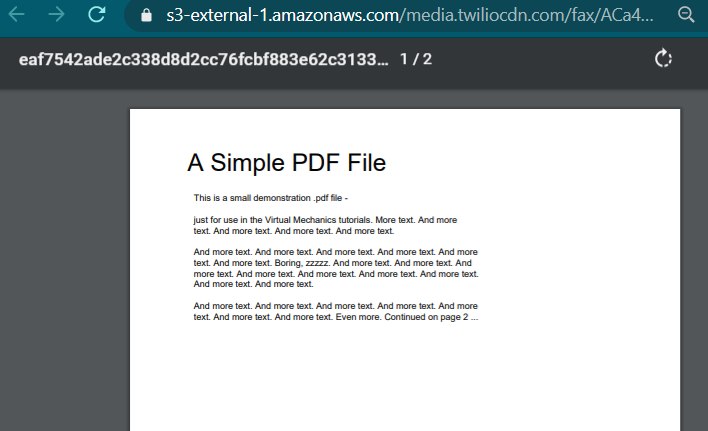 s3-external-1.amazonaws.com/media.twiliocdn.com/fax/ACa4...
eaf7542ade2c338d8d2cc76fcbf883e62c3133... 1 / 2
A Simple PDF File
This is a small demonstration .pdf file -
just for use in the Virtual Mechanics tutorials. More text. And more
text. And more text. And more text. And more text.
And more text. And more text. And more text. And more text. And more
text. And more text. Boring, zzzzz. And more text. And more text. And
more text. And more text. And more text. And more text. And more text.
And more text. And more text.
And more text. And more text. And more text. And more text. And more
text. And more text. And more text. Even more. Continued on page 2 ...